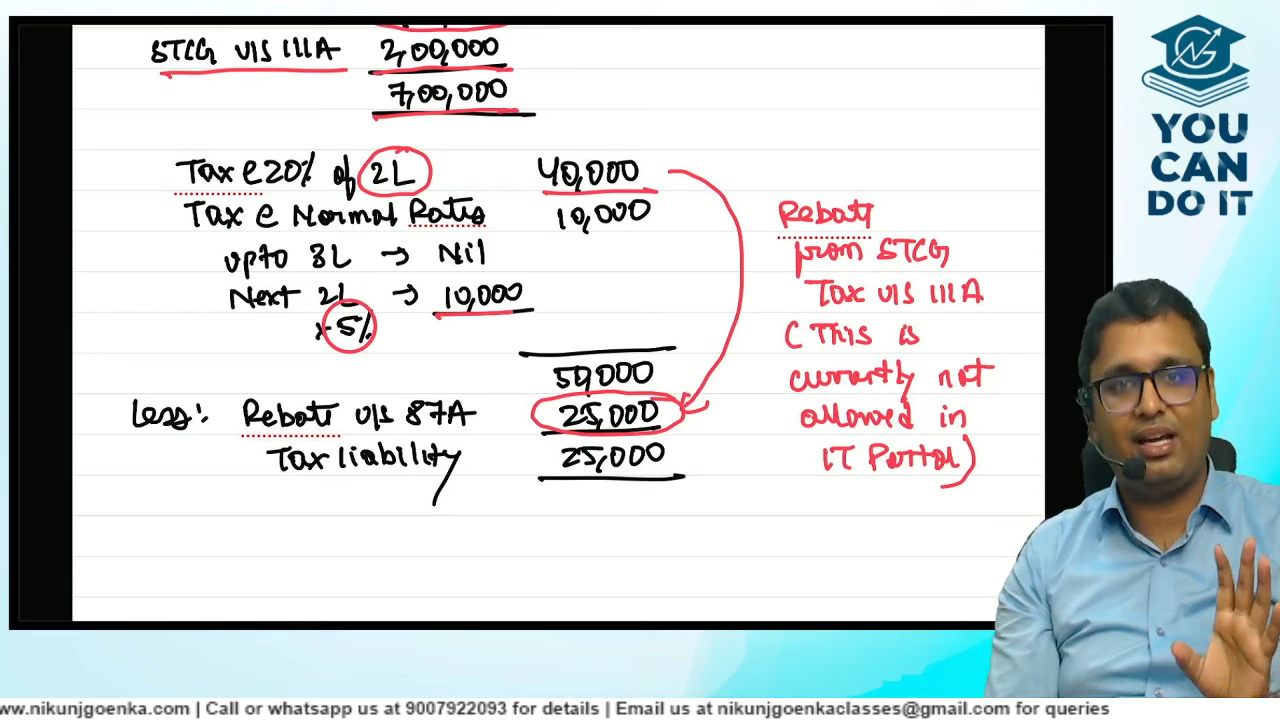 STCG u/s 111A 2,00,000
7,00,000
Tax @ 20% of 2L 40,000
Tax @ Normal Rates 10,000
upto 3L → Nil
Next 2L → 10,000
× 5%
50,000
Less: Rebate u/s 87A 25,000
Tax liability 25,000
Rebate
from STCG
Tax u/s 111A
(This is
currently not
allowed in
IT Portal)
NG
YOU
CAN
DO IT
www.nikunjgoenka.com | Call or whatsapp us at 9007922093 for details | Email us at nikunjgoenkaclasses@gmail.com for queries